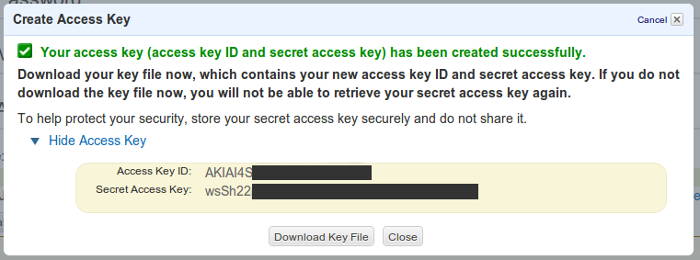 Create Access Key
Cancel
Your access key (access key ID and secret access key) has been created successfully.
Download your key file now, which contains your new access key ID and secret access key. If you do not
download the key file now, you will not be able to retrieve your secret access key again.
To help protect your security, store your secret access key securely and do not share it.
Hide Access Key
Access Key ID: AKIAI4S
Secret Access Key: wsSh22
Download Key File
Close